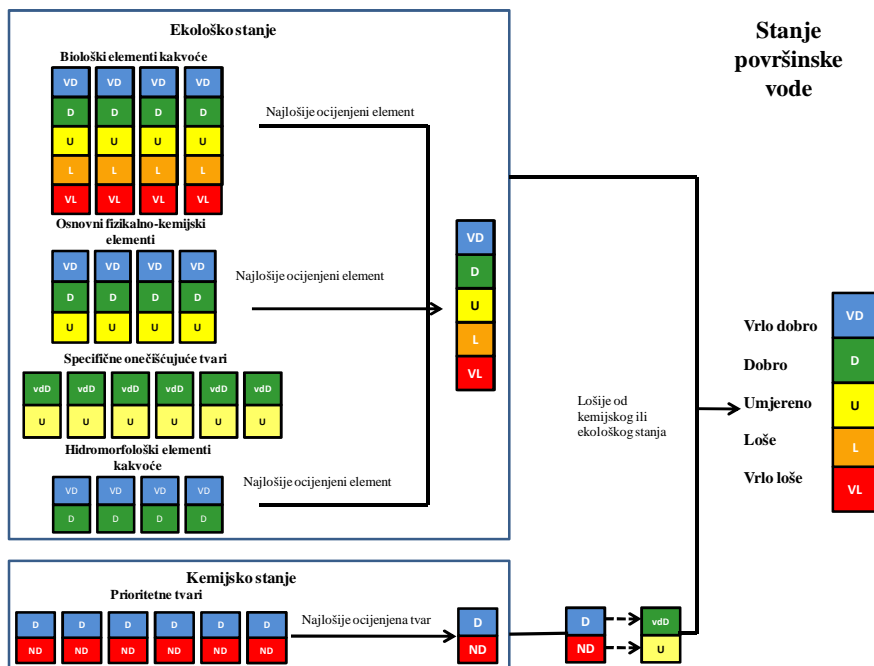 Ekološko stanje
Biološki elementi kakvoće
VD VD VD VD
D D D D
U U U U
L L L L
VL VL VL VL
Najlošije ocijenjeni element
Osnovni fizikalno-kemijski
elementi
VD VD VD VD
D D D D
U U U U
Najlošije ocijenjeni element
Specifične onečišćujuće tvari
vdD vdD vdD vdD vdD vdD
U U U U U U
Hidromorfološki elementi
kakvoće
VD VD VD VD
D D D D
Najlošije ocijenjeni element
VD
D
U
L
VL
Kemijsko stanje
Prioritetne tvari
D D D D D D
ND ND ND ND ND ND
Najlošije ocijenjena tvar
D
ND
D
ND
vdD
U
Lošije od
kemijskog ili
ekološkog stanja
Stanje
površinske
vode
Vrlo dobro
VD
Dobro
D
Umjereno
U
Loše
L
Vrlo loše
VL